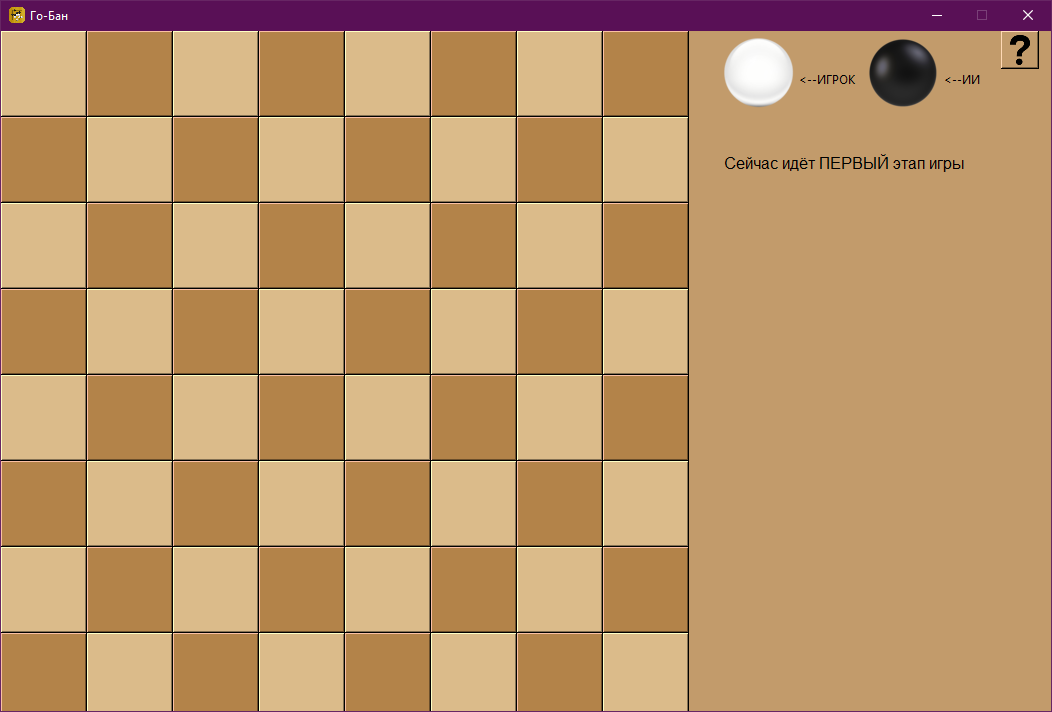 Го-Бан
<--ИГРОК
<--ИИ
?
Сейчас идёт ПЕРВЫЙ этап игры